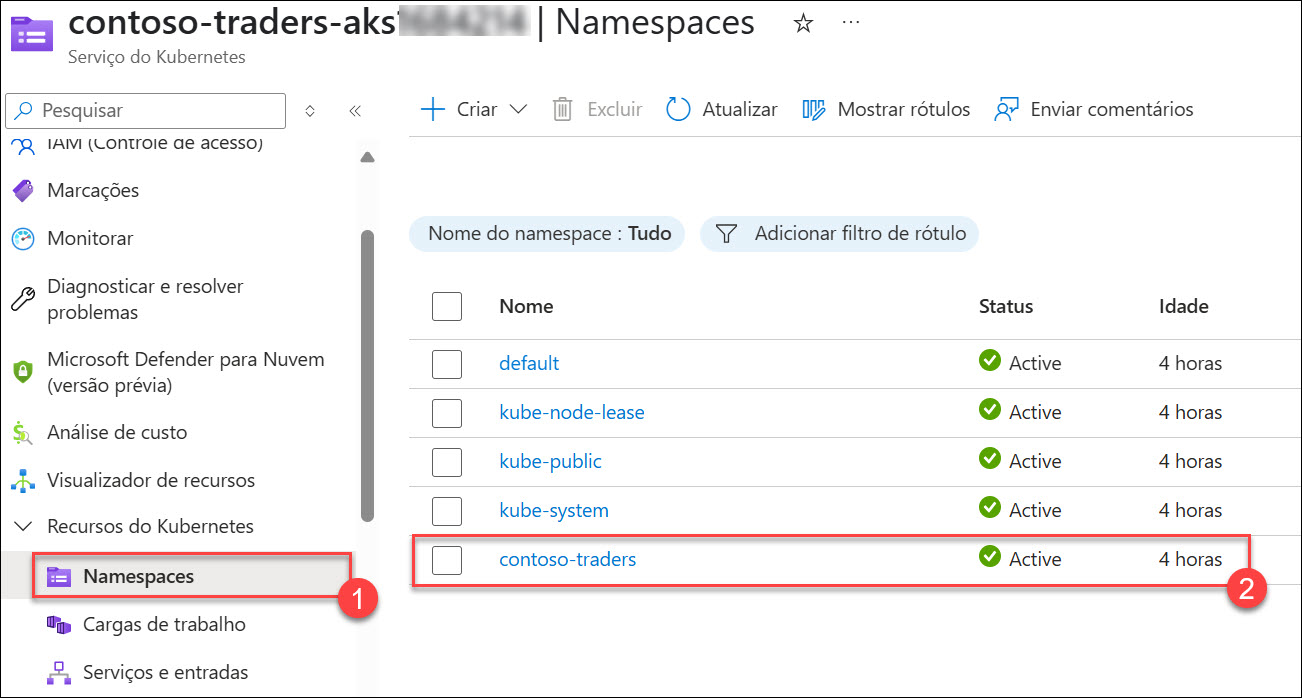 contoso-traders-aks | Namespaces
Serviço do Kubernetes
Pesquisar
IAM (Controle de acesso)
Marcações
Monitorar
Diagnosticar e resolver
problemas
Microsoft Defender para Nuvem
(versão prévia)
Análise de custo
Visualizador de recursos
Recursos do Kubernetes
Namespaces
1
Cargas de trabalho
Serviços e entradas
Criar
Excluir
Atualizar
Mostrar rótulos
Enviar comentários
Nome do namespace : Tudo
Adicionar filtro de rótulo
Nome Status Idade
default Active 4 horas
kube-node-lease Active 4 horas
kube-public Active 4 horas
kube-system Active 4 horas
contoso-traders Active 4 horas
2